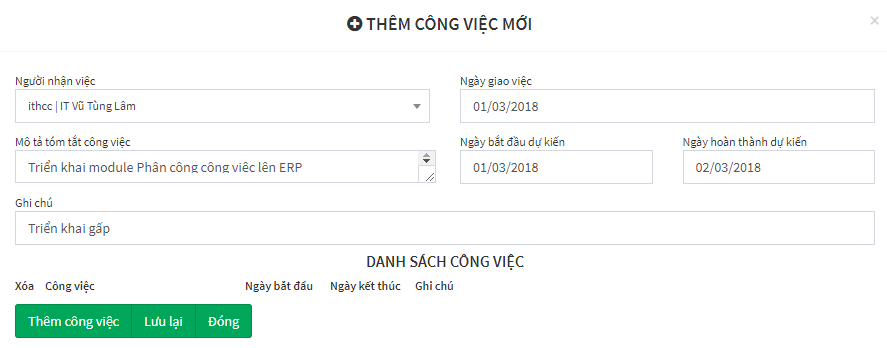 THÊM CÔNG VIỆC MỚI
×
Người nhận việc
Ngày giao việc
ithcc | IT Vũ Tùng Lâm
01/03/2018
Mô tả tóm tắt công việc
Ngày bắt đầu dự kiến
Ngày hoàn thành dự kiến
Triển khai module Phân công công việc lên ERP
01/03/2018
02/03/2018
Ghi chú
Triển khai gấp
DANH SÁCH CÔNG VIỆC
Xóa Công việc Ngày bắt đầu Ngày kết thúc Ghi chú
Thêm công việc Lưu lại Đóng